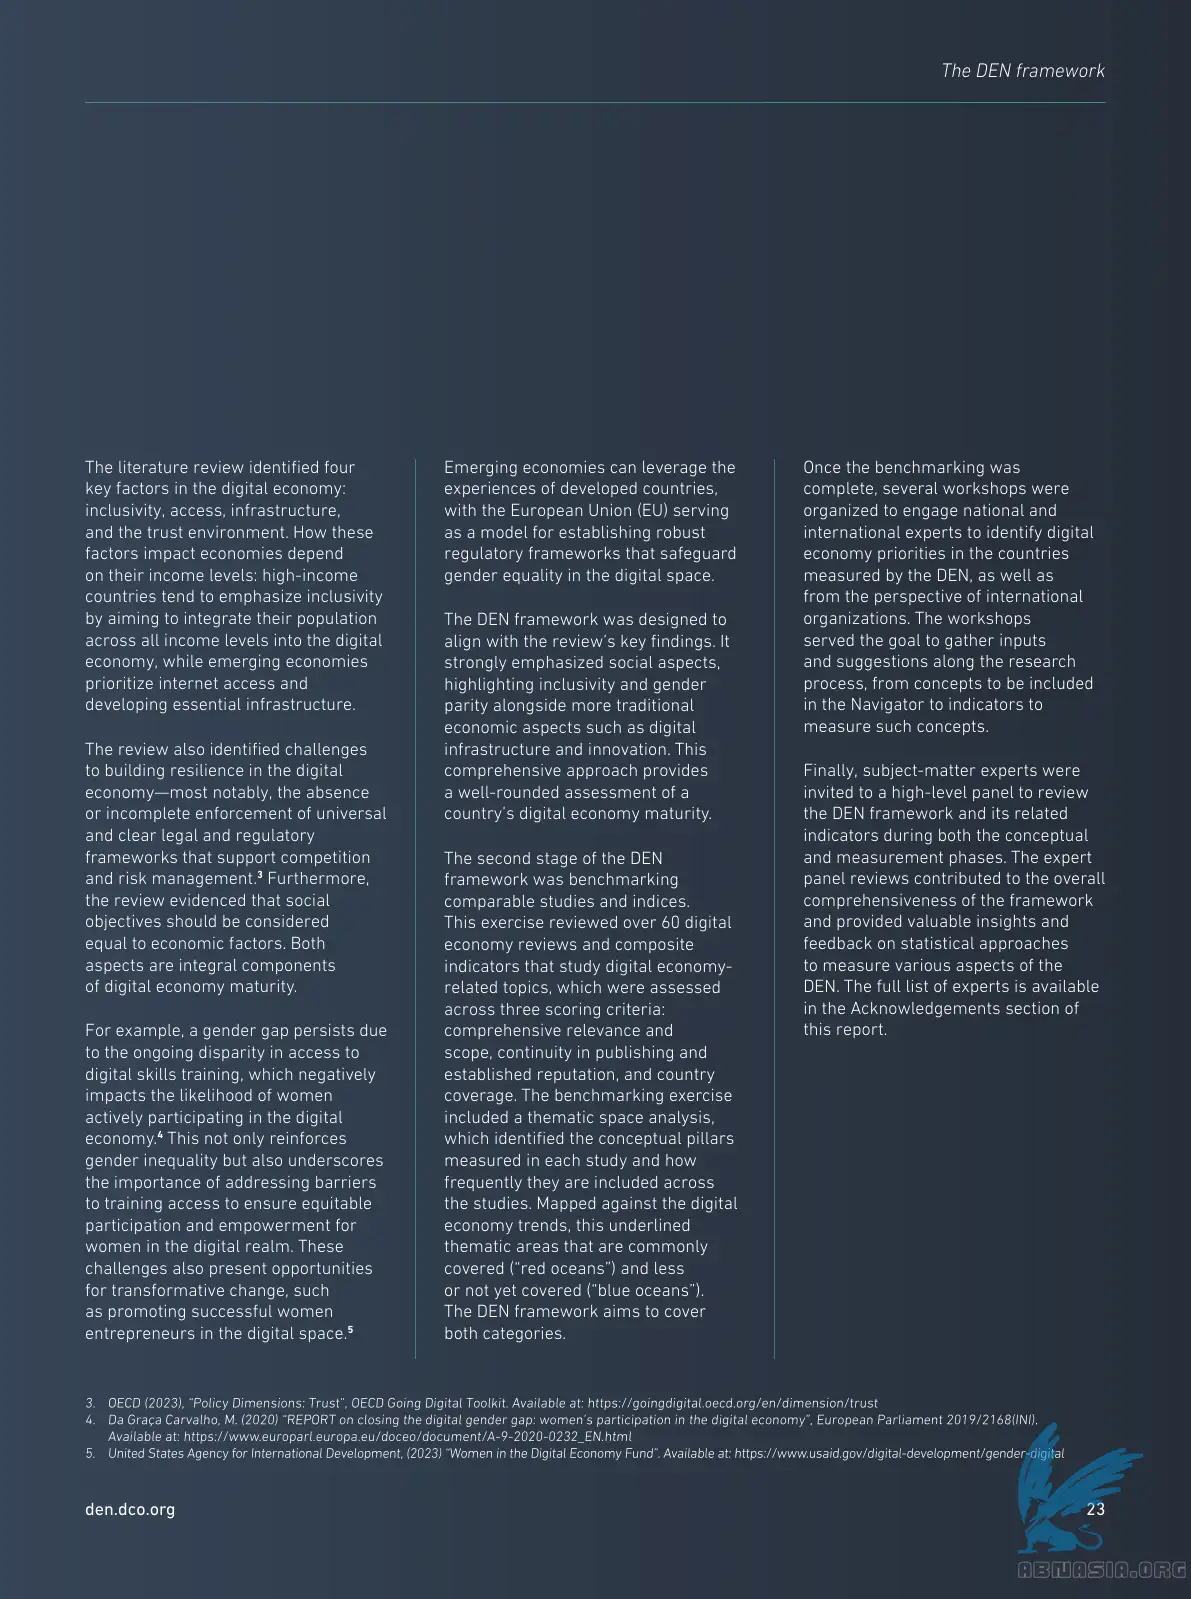 The DEN framework
The literature review identified four
key factors in the digital economy:
inclusivity, access, infrastructure,
and the trust environment. How these
factors impact economies depend
on their income levels: high-income
countries tend to emphasize inclusivity
by aiming to integrate their population
across all income levels into the digital
economy, while emerging economies
prioritize internet access and
developing essential infrastructure.
The review also identified challenges
to building resilience in the digital
economy—most notably, the absence
or incomplete enforcement of universal
and clear legal and regulatory
frameworks that support competition
and risk management.³ Furthermore,
the review evidenced that social
objectives should be considered
equal to economic factors. Both
aspects are integral components
of digital economy maturity.
For example, a gender gap persists due
to the ongoing disparity in access to
digital skills training, which negatively
impacts the likelihood of women
actively participating in the digital
economy.⁴ This not only reinforces
gender inequality but also underscores
the importance of addressing barriers
to training access to ensure equitable
participation and empowerment for
women in the digital realm. These
challenges also present opportunities
for transformative change, such
as promoting successful women
entrepreneurs in the digital space.⁵
Emerging economies can leverage the
experiences of developed countries,
with the European Union (EU) serving
as a model for establishing robust
regulatory frameworks that safeguard
gender equality in the digital space.
The DEN framework was designed to
align with the review's key findings. It
strongly emphasized social aspects,
highlighting inclusivity and gender
parity alongside more traditional
economic aspects such as digital
infrastructure and innovation. This
comprehensive approach provides
a well-rounded assessment of a
country's digital economy maturity.
The second stage of the DEN
framework was benchmarking
comparable studies and indices.
This exercise reviewed over 60 digital
economy reviews and composite
indicators that study digital economy-
related topics, which were assessed
across three scoring criteria:
comprehensive relevance and
scope, continuity in publishing and
established reputation, and country
coverage. The benchmarking exercise
included a thematic space analysis,
which identified the conceptual pillars
measured in each study and how
frequently they are included across
the studies. Mapped against the digital
economy trends, this underlined
thematic areas that are commonly
covered ("red oceans") and less
or not yet covered ("blue oceans").
The DEN framework aims to cover
both categories.
Once the benchmarking was
complete, several workshops were
organized to engage national and
international experts to identify digital
economy priorities in the countries
measured by the DEN, as well as
from the perspective of international
organizations. The workshops
served the goal to gather inputs
and suggestions along the research
process, from concepts to be included
in the Navigator to indicators to
measure such concepts.
Finally, subject-matter experts were
invited to a high-level panel to review
the DEN framework and its related
indicators during both the conceptual
and measurement phases. The expert
panel reviews contributed to the overall
comprehensiveness of the framework
and provided valuable insights and
feedback on statistical approaches
to measure various aspects of the
DEN. The full list of experts is available
in the Acknowledgements section of
this report.
3. OECD (2023), "Policy Dimensions: Trust", OECD Going Digital Toolkit. Available at: https://goingdigital.oecd.org/en/dimension/trust
4. Da Graça Carvalho, M. (2020) "REPORT on closing the digital gender gap: women's participation in the digital economy", European Parliament 2019/2168(INI).
Available at: https://www.europarl.europa.eu/doceo/document/A-9-2020-0232_EN.html
5. United States Agency for International Development, (2023) "Women in the Digital Economy Fund". Available at: https://www.usaid.gov/digital-development/gender-digital
den.dco.org
23
ABNASIA.ORG